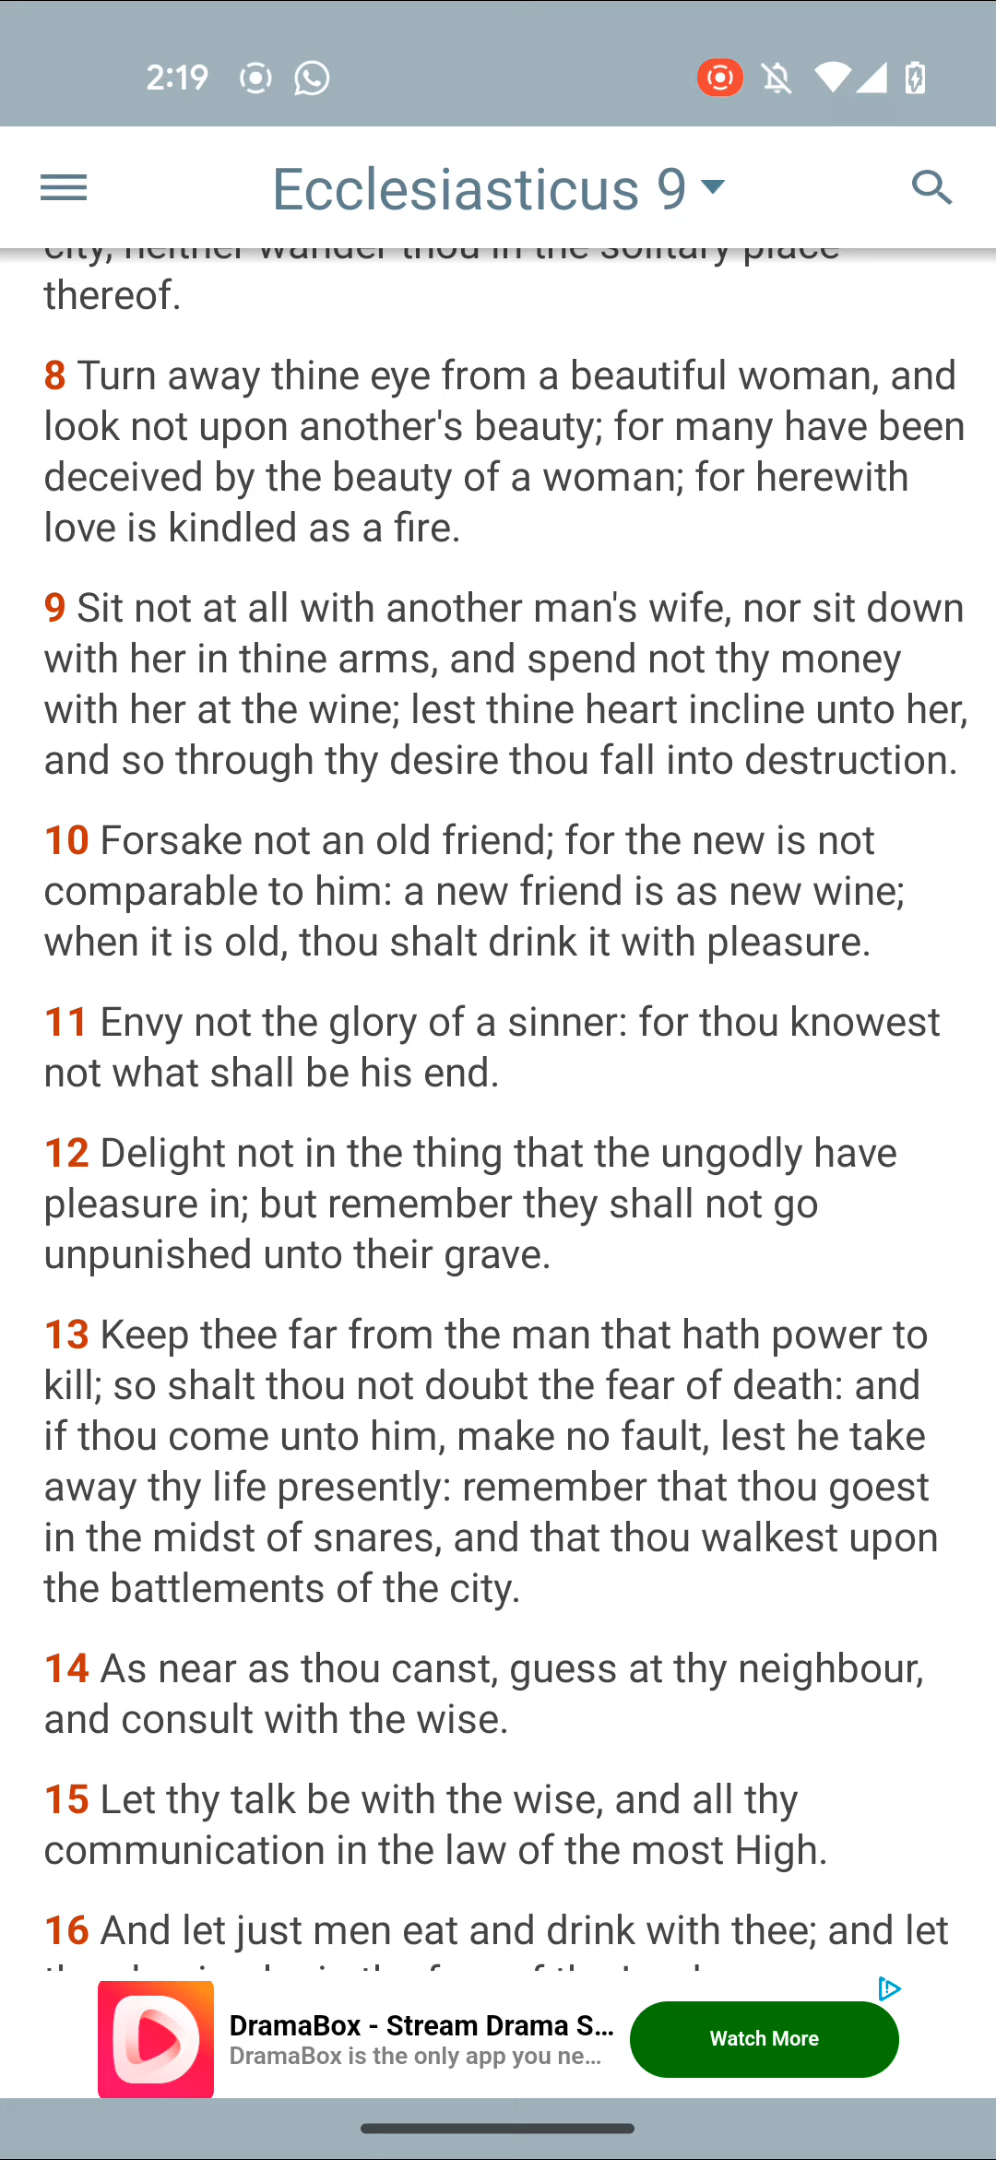 2:19
Ecclesiasticus 9
city, neither wander thou in the solitary place
thereof.
8 Turn away thine eye from a beautiful woman, and
look not upon another's beauty; for many have been
deceived by the beauty of a woman; for herewith
love is kindled as a fire.
9 Sit not at all with another man's wife, nor sit down
with her in thine arms, and spend not thy money
with her at the wine; lest thine heart incline unto her,
and so through thy desire thou fall into destruction.
10 Forsake not an old friend; for the new is not
comparable to him: a new friend is as new wine;
when it is old, thou shalt drink it with pleasure.
11 Envy not the glory of a sinner: for thou knowest
not what shall be his end.
12 Delight not in the thing that the ungodly have
pleasure in; but remember they shall not go
unpunished unto their grave.
13 Keep thee far from the man that hath power to
kill; so shalt thou not doubt the fear of death: and
if thou come unto him, make no fault, lest he take
away thy life presently: remember that thou goest
in the midst of snares, and that thou walkest upon
the battlements of the city.
14 As near as thou canst, guess at thy neighbour,
and consult with the wise.
15 Let thy talk be with the wise, and all thy
communication in the law of the most High.
16 And let just men eat and drink with thee; and let
DramaBox - Stream Drama S...
DramaBox is the only app you ne...
Watch More